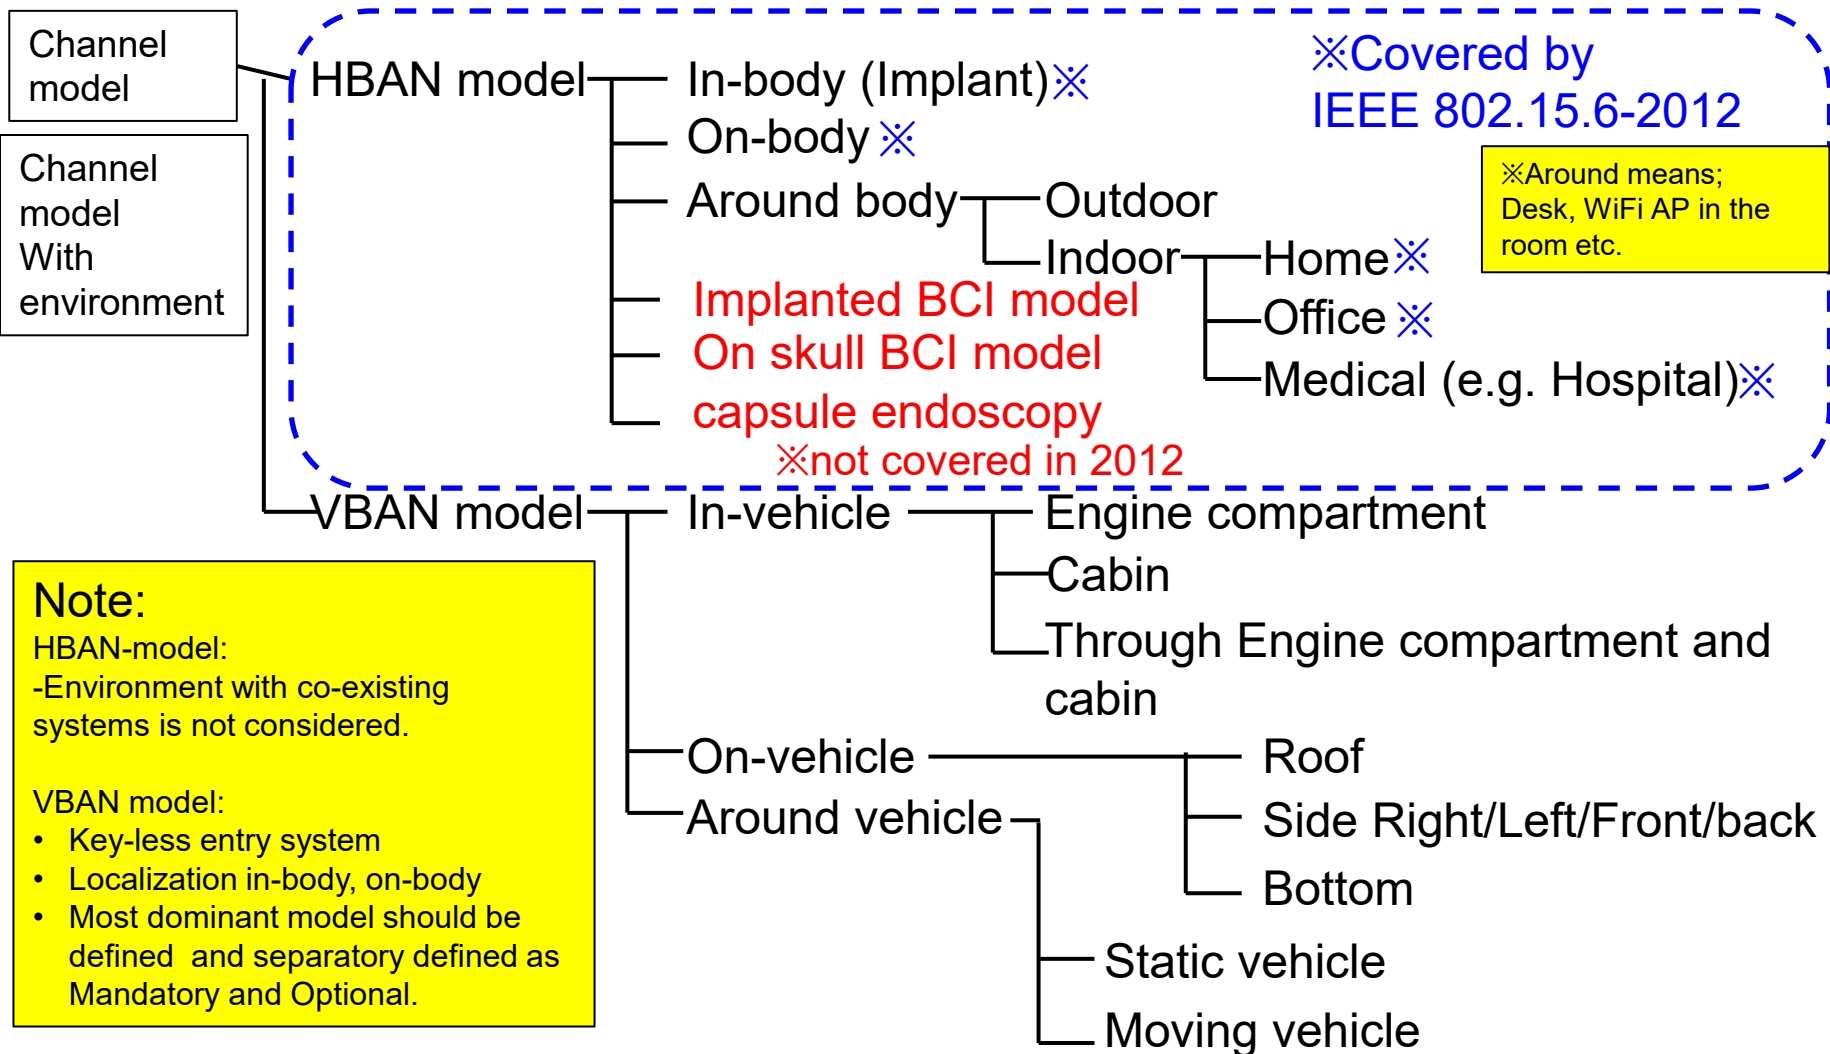 Channel
model
Channel
model
With
environment
HBAN model
In-body (Implant)※
On-body ※
Around body
Outdoor
Indoor
Home※
Office ※
Medical (e.g. Hospital)※
Implanted BCI model
On skull BCI model
capsule endoscopy
※not covered in 2012
※Covered by
IEEE 802.15.6-2012
※Around means;
Desk, WiFi AP in the
room etc.
VBAN model
In-vehicle
Engine compartment
Cabin
Through Engine compartment and
cabin
On-vehicle
Roof
Side Right/Left/Front/back
Bottom
Around vehicle
Static vehicle
Moving vehicle
Note:
HBAN-model:
-Environment with co-existing
systems is not considered.
VBAN model:
• Key-less entry system
• Localization in-body, on-body
• Most dominant model should be
defined and separatory defined as
Mandatory and Optional.